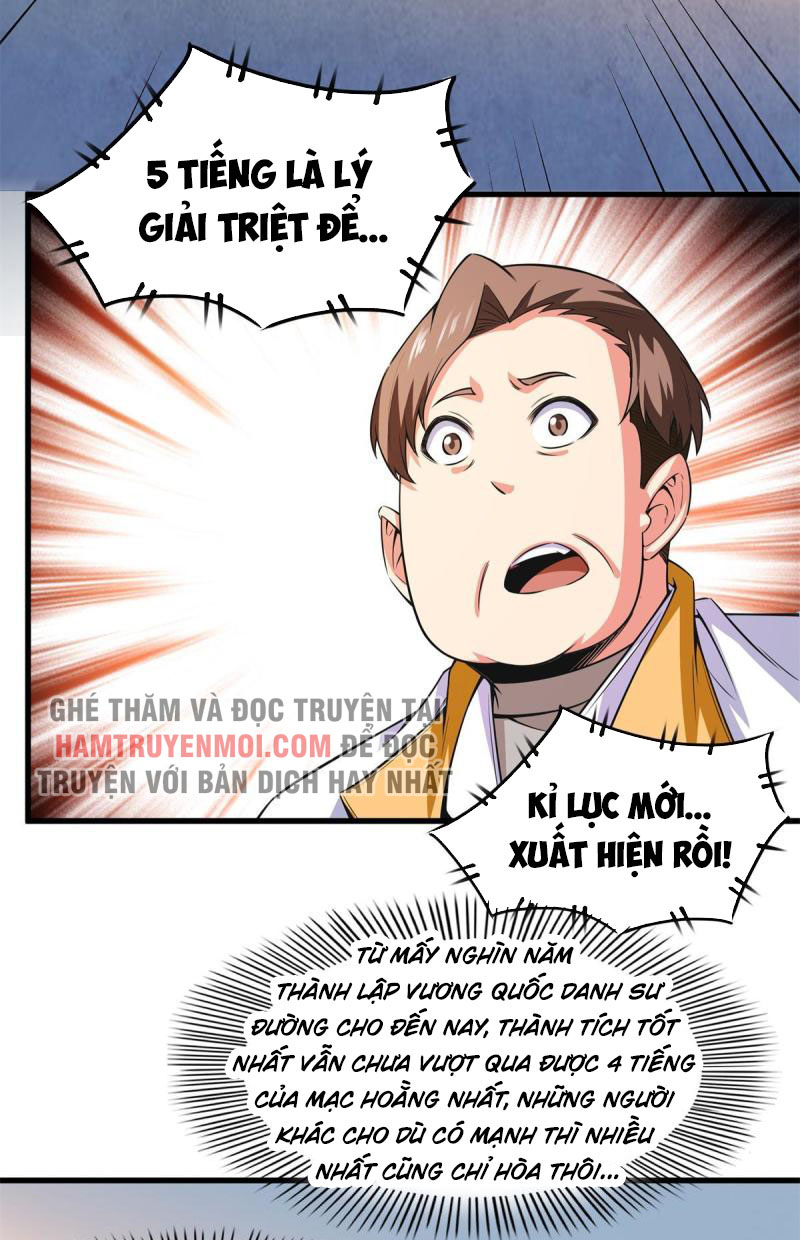 5 TIẾNG LÀ LÝ
GIẢI TRIỆT ĐỂ...
GHÉ THĂM VÀ ĐỌC TRUYỆN TẠI
HAMTRUYENMOI.COM ĐỂ ĐỌC
TRUYỆN VỚI BẢN DỊCH HAY NHẤT
KỈ LỤC MỚI...
XUẤT HIỆN RỒI!
TỪ MẤY NGHÌN NĂM
THÀNH LẬP VƯƠNG QUỐC DANH SƯ
ĐƯỜNG CHO ĐẾN NAY, THÀNH TÍCH TỐT
NHẤT VẪN CHƯA VƯỢT QUA ĐƯỢC 4 TIẾNG
CỦA MẠC HOẰNG NHẤT, NHỮNG NGƯỜI
KHÁC CHO DÙ CÓ MẠNH THÌ NHIỀU
NHẤT CŨNG CHỈ HÒA THÔI...